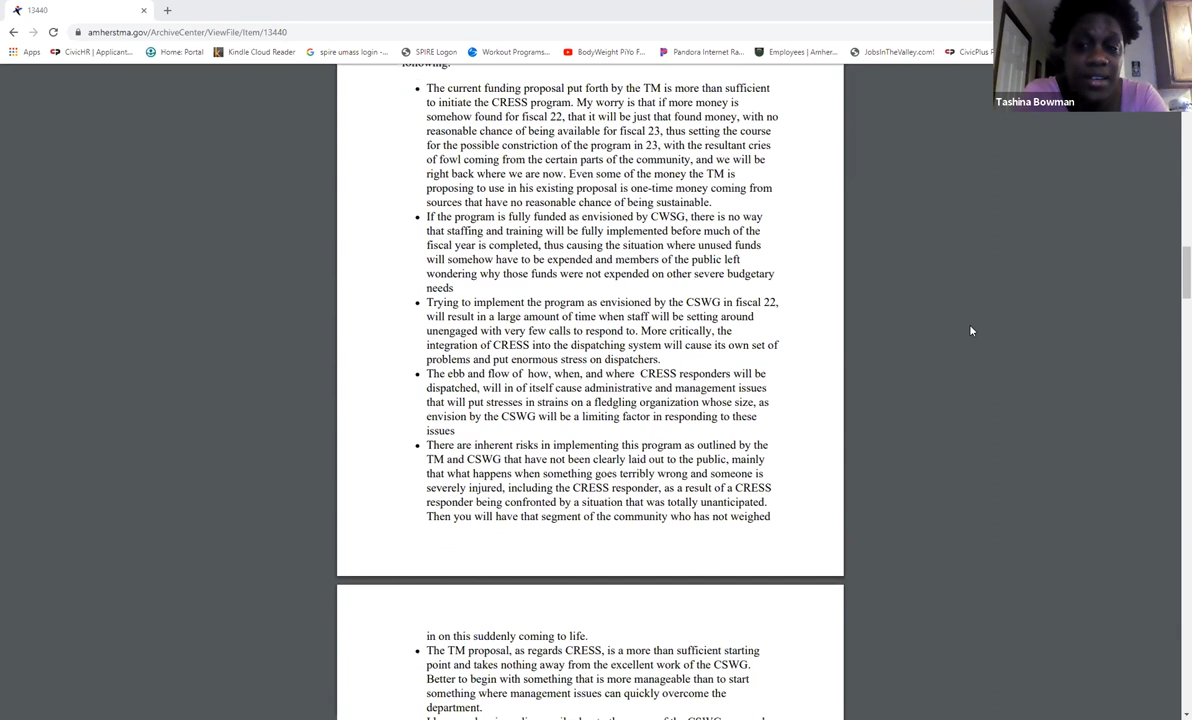 13440
amherstma.gov/ArchiveCenter/ViewFile/Item/13440
Apps
CivicHR | Applicant...
Home: Portal
Kindle Cloud Reader
spire umass login -...
SPIRE Logon
Workout Programs...
BodyWeight PiYo F...
Pandora Internet Ra...
Employees | Amher...
JobsInTheValley.com!
CivicPlus
Tashina Bowman
following:
• The current funding proposal put forth by the TM is more than sufficient
to initiate the CRESS program. My worry is that if more money is
somehow found for fiscal 22, that it will be just that found money, with no
reasonable chance of being available for fiscal 23, thus setting the course
for the possible constriction of the program in 23, with the resultant cries
of fowl coming from the certain parts of the community, and we will be
right back where we are now. Even some of the money the TM is
proposing to use in his existing proposal is one-time money coming from
sources that have no reasonable chance of being sustainable.
• If the program is fully funded as envisioned by CWSG, there is no way
that staffing and training will be fully implemented before much of the
fiscal year is completed, thus causing the situation where unused funds
will somehow have to be expended and members of the public left
wondering why those funds were not expended on other severe budgetary
needs
• Trying to implement the program as envisioned by the CSWG in fiscal 22,
will result in a large amount of time when staff will be setting around
unengaged with very few calls to respond to. More critically, the
integration of CRESS into the dispatching system will cause its own set of
problems and put enormous stress on dispatchers.
• The ebb and flow of how, when, and where CRESS responders will be
dispatched, will in of itself cause administrative and management issues
that will put stresses in strains on a fledgling organization whose size, as
envision by the CSWG will be a limiting factor in responding to these
issues
• There are inherent risks in implementing this program as outlined by the
TM and CSWG that have not been clearly laid out to the public, mainly
that what happens when something goes terribly wrong and someone is
severely injured, including the CRESS responder, as a result of a CRESS
responder being confronted by a situation that was totally unanticipated.
Then you will have that segment of the community who has not weighed
in on this suddenly coming to life.
• The TM proposal, as regards CRESS, is a more than sufficient starting
point and takes nothing away from the excellent work of the CSWG.
Better to begin with something that is more manageable than to start
something where management issues can quickly overcome the
department.